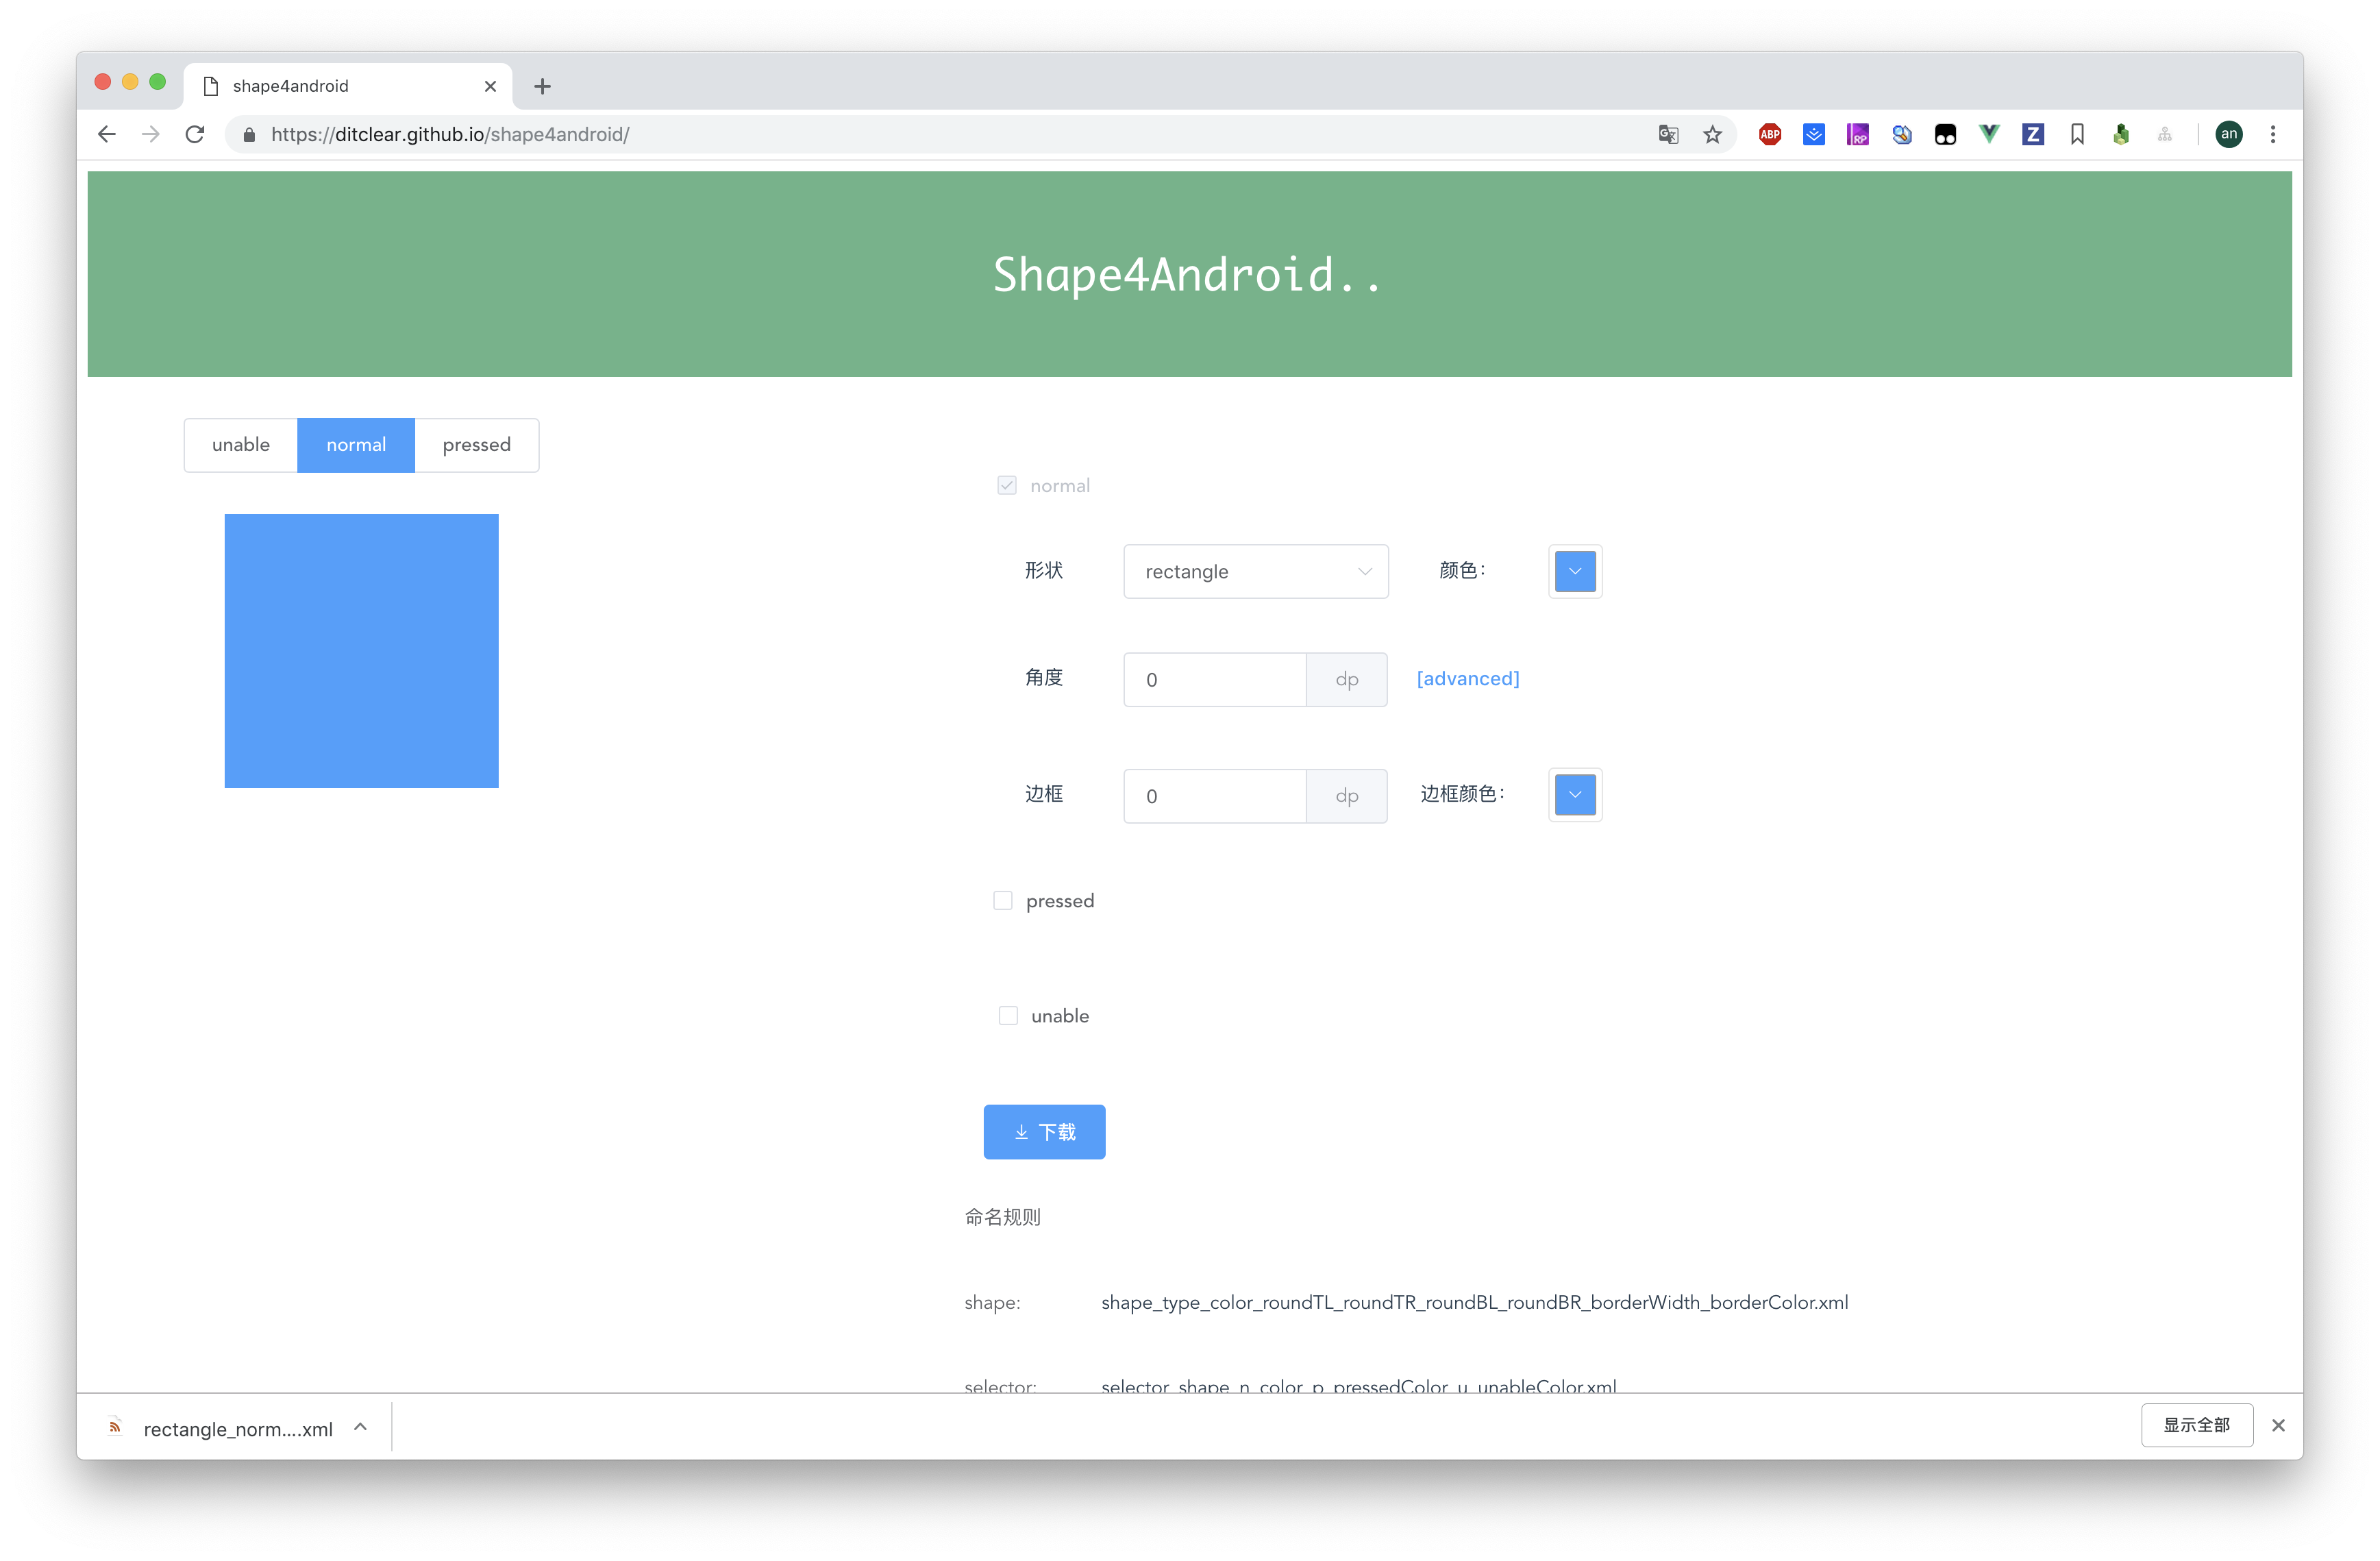 shape4android
https://ditclear.github.io/shape4android/
ABP
RP
Z
an
Shape4Android..
unable normal pressed
normal
形状 rectangle 颜色:
角度 0 dp [advanced]
边框 0 dp 边框颜色:
pressed
unable
下载
命名规则
shape: shape_type_color_roundTL_roundTR_roundBL_roundBR_borderWidth_borderColor.xml
selector: selector_shape_n_color_p_pressedColor_u_unableColor.xml
rectangle_norm....xml 显示全部